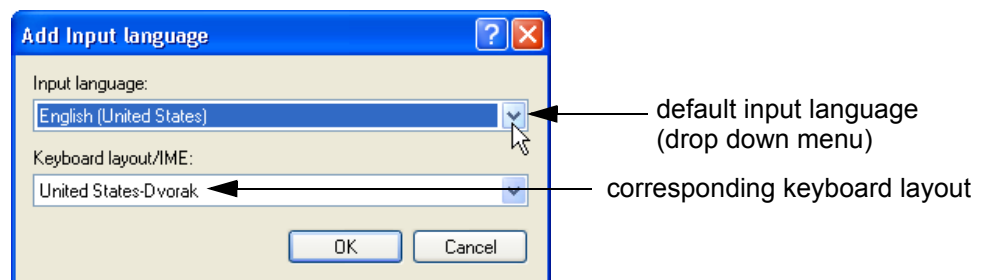 Add Input language
Input language:
English (United States)
default input language
(drop down menu)
Keyboard layout/IME:
United States-Dvorak
corresponding keyboard layout
OK
Cancel